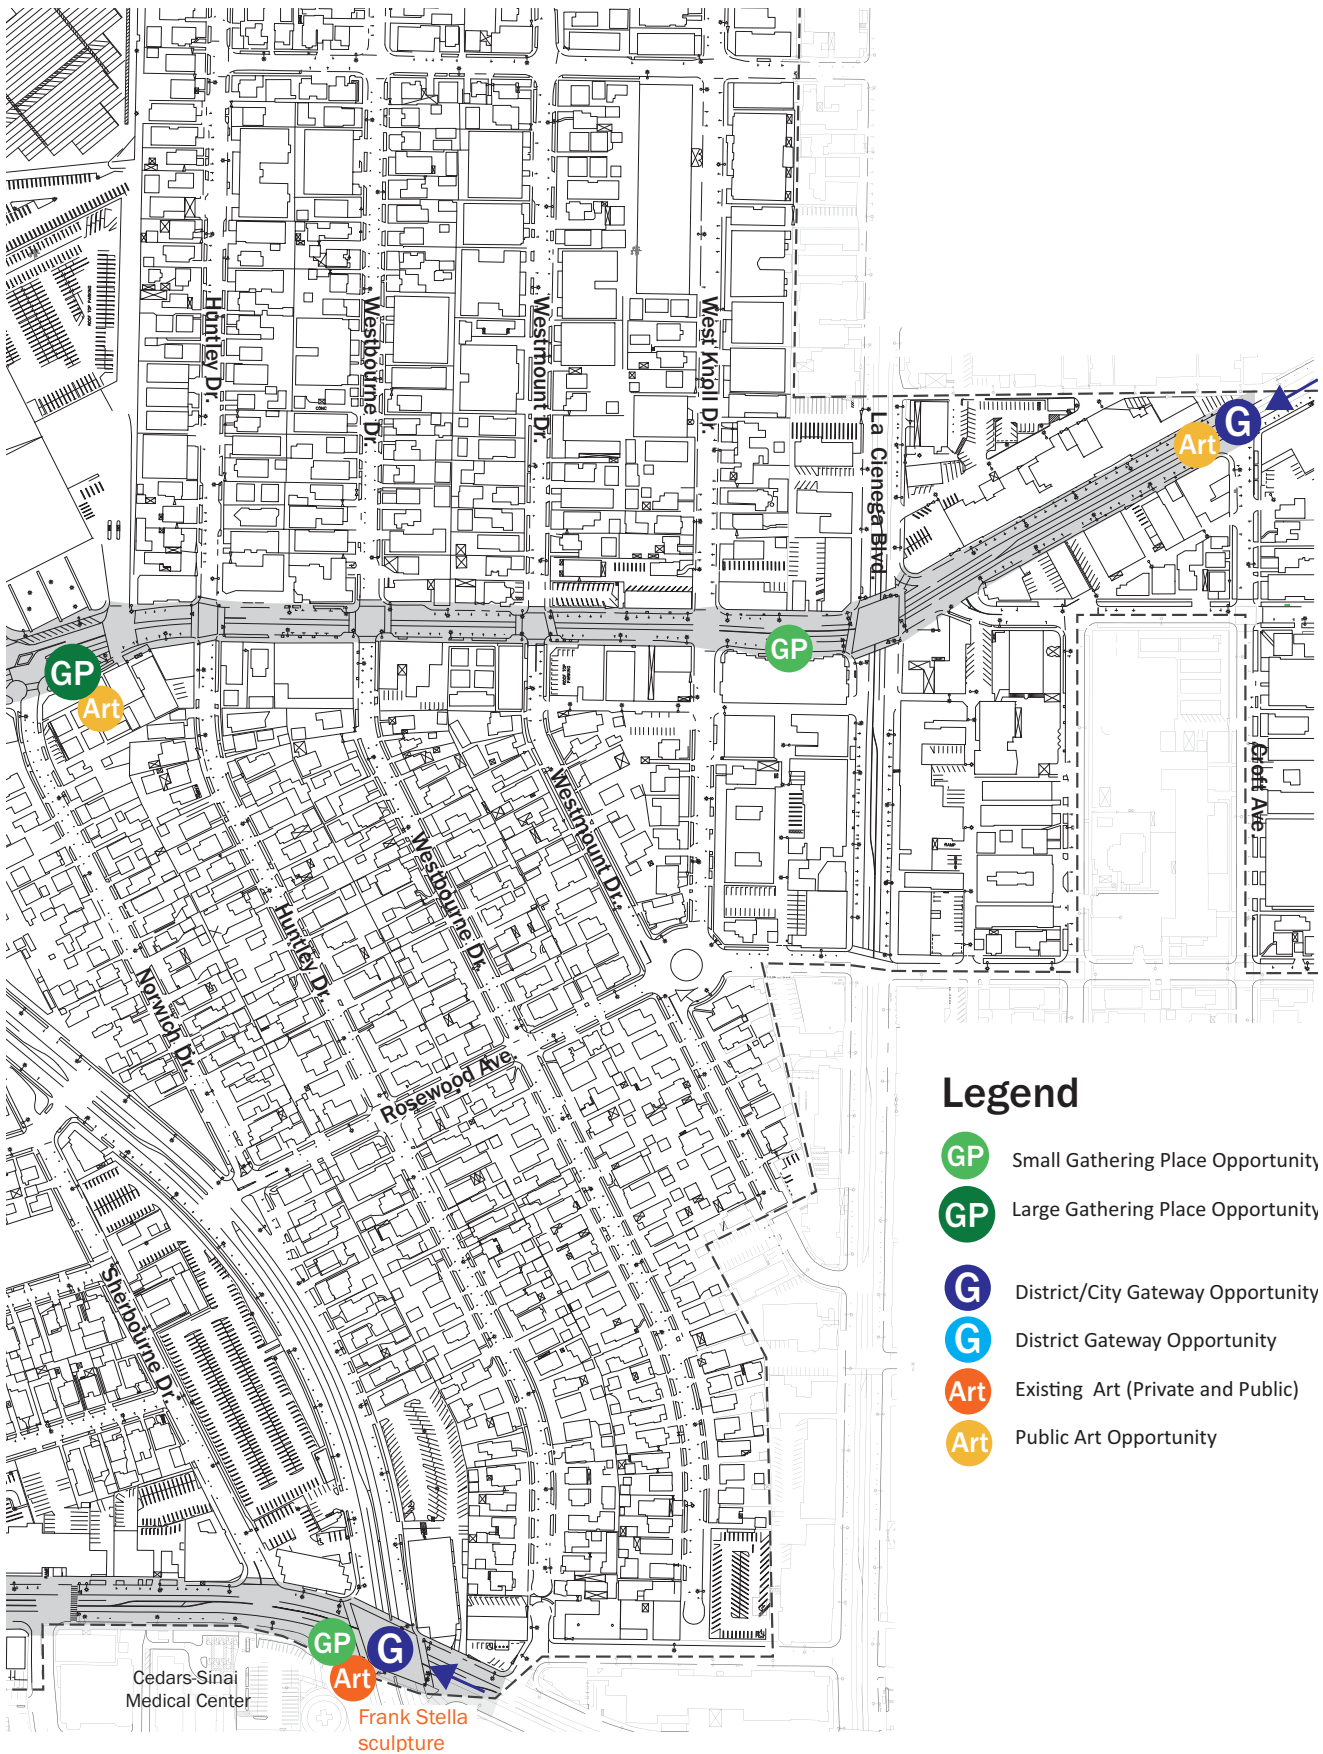 Huntley Dr.
Westbourne Dr.
Westmount Dr.
West Knoll Dr.
La Cienega Blvd.
G
Art
GP
GP
Art
Croft Ave.
Westmount Dr.
Westbourne Dr.
Huntley Dr.
Norwich Dr.
Rosewood Ave.
Sherbourne Dr.
Legend
GP Small Gathering Place Opportunity
GP Large Gathering Place Opportunity
G District/City Gateway Opportunity
G District Gateway Opportunity
Art Existing Art (Private and Public)
Art Public Art Opportunity
GP
G
Art
Cedars-Sinai
Medical Center
Frank Stella
sculpture